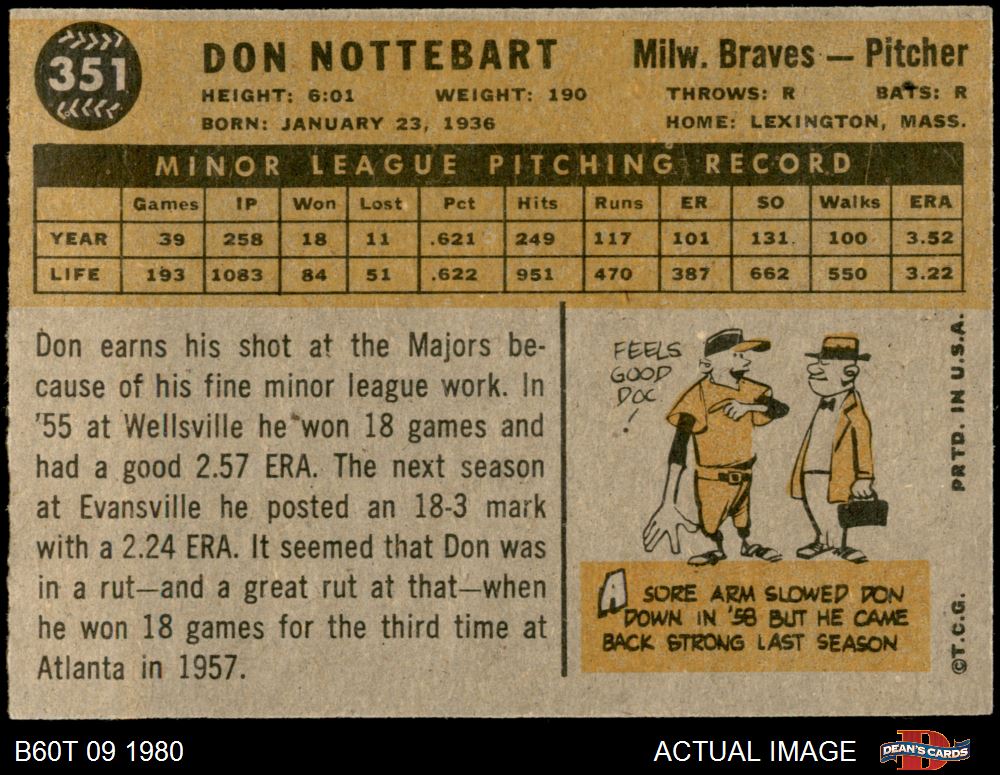 351
DON NOTTEBART
Milw. Braves — Pitcher
HEIGHT: 6:01 WEIGHT: 190 THROWS: R BATS: R
BORN: JANUARY 23, 1936 HOME: LEXINGTON, MASS.
MINOR LEAGUE PITCHING RECORD
Games IP Won Lost Pct Hits Runs ER SO Walks ERA
YEAR 39 258 18 11 .621 249 117 101 131 100 3.52
LIFE 193 1083 84 51 .622 951 470 387 662 550 3.22
Don earns his shot at the Majors be-
cause of his fine minor league work. In
'55 at Wellsville he won 18 games and
had a good 2.57 ERA. The next season
at Evansville he posted an 18-3 mark
with a 2.24 ERA. It seemed that Don was
in a rut—and a great rut at that—when
he won 18 games for the third time at
Atlanta in 1957.
FEELS
GOOD
DOC
!
A SORE ARM SLOWED DON
DOWN IN '58 BUT HE CAME
BACK STRONG LAST SEASON
©T.C.G. PRTD. IN U.S.A.
B60T 09 1980 ACTUAL IMAGE DEAN'S CARDS